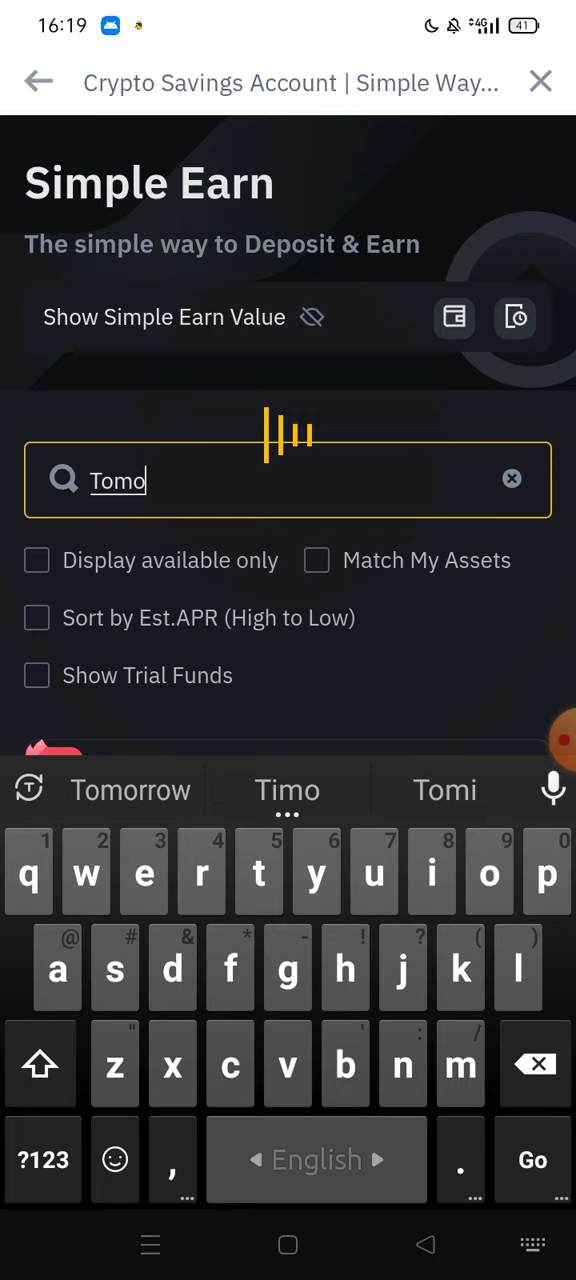 16:19 4G 41
Crypto Savings Account | Simple Way...
Simple Earn
The simple way to Deposit & Earn
Show Simple Earn Value
Tomo
Display available only Match My Assets
Sort by Est.APR (High to Low)
Show Trial Funds
Tomorrow Timo Tomi
1 2 3 4 5 6 7 8 9 0
q w e r t y u i o p
@ # & * - ! ? ( )
a s d f g h j k l
" ' : /
z x c v b n m
?123 , English . Go